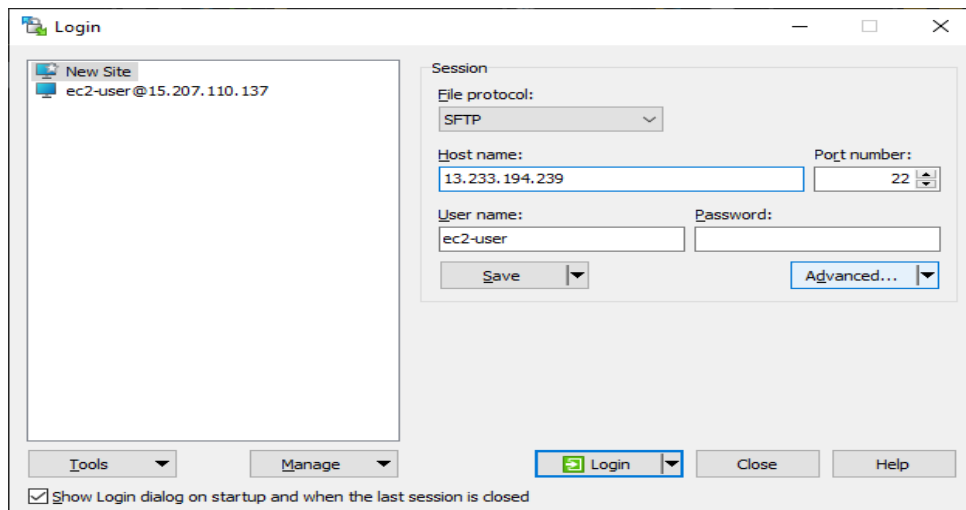 Login
New Site
ec2-user@15.207.110.137
Session
File protocol:
SFTP
Host name:
Port number:
13.233.194.239
22
User name:
Password:
ec2-user
Save
Advanced...
Tools
Manage
Login
Close
Help
Show Login dialog on startup and when the last session is closed